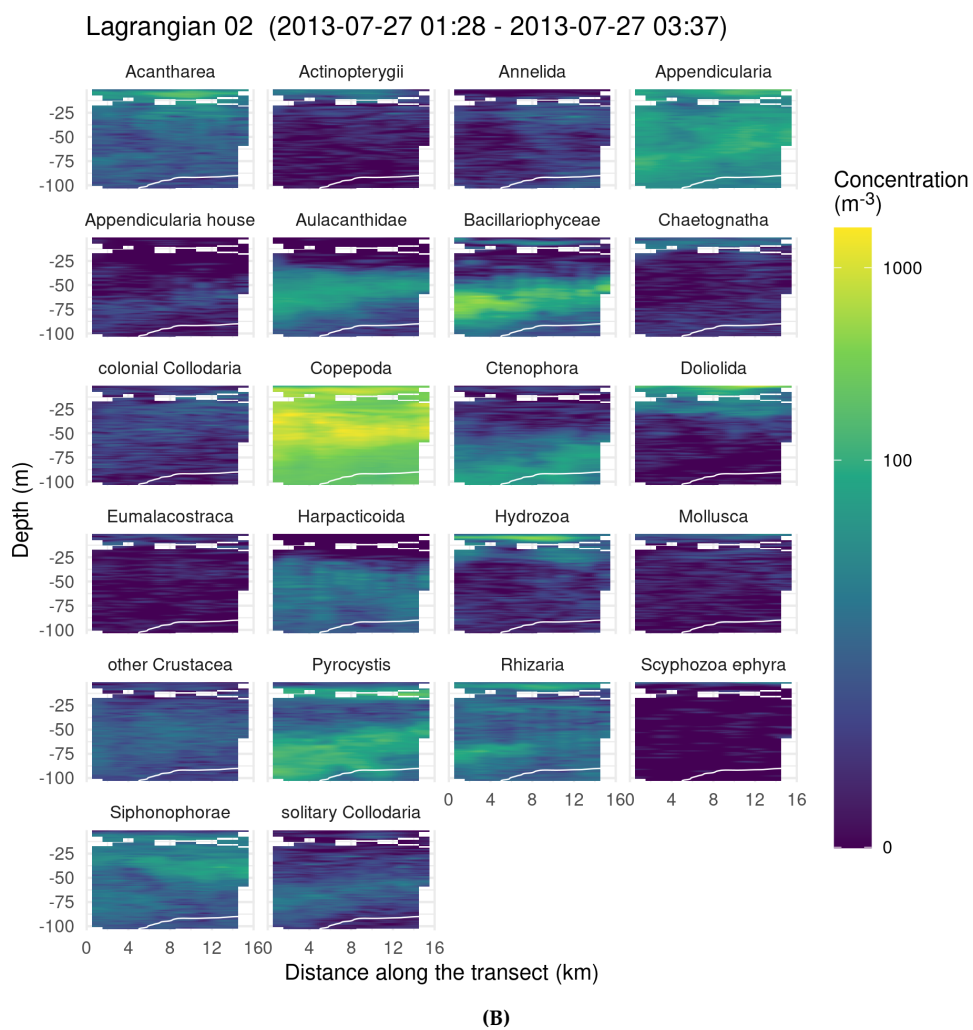 Lagrangian 02 (2013-07-27 01:28 - 2013-07-27 03:37)
Acantharea Actinopterygii Annelida Appendicularia
-25
-50
-75
-100
Appendicularia house Aulacanthidae Bacillariophyceae Chaetognatha
-25
-50
-75
-100
colonial Collodaria Copepoda Ctenophora Doliolida
-25
-50
-75
-100
Eumalacostraca Harpacticoida Hydrozoa Mollusca
-25
-50
-75
-100
other Crustacea Pyrocystis Rhizaria Scyphozoa ephyra
-25
-50
-75
-100
0 4 8 12 16 0 4 8 12 16
Siphonophorae solitary Collodaria
-25
-50
-75
-100
0 4 8 12 16 0 4 8 12 16
Distance along the transect (km)
Depth (m)
Concentration
(m-3)
1000
100
0
(B)